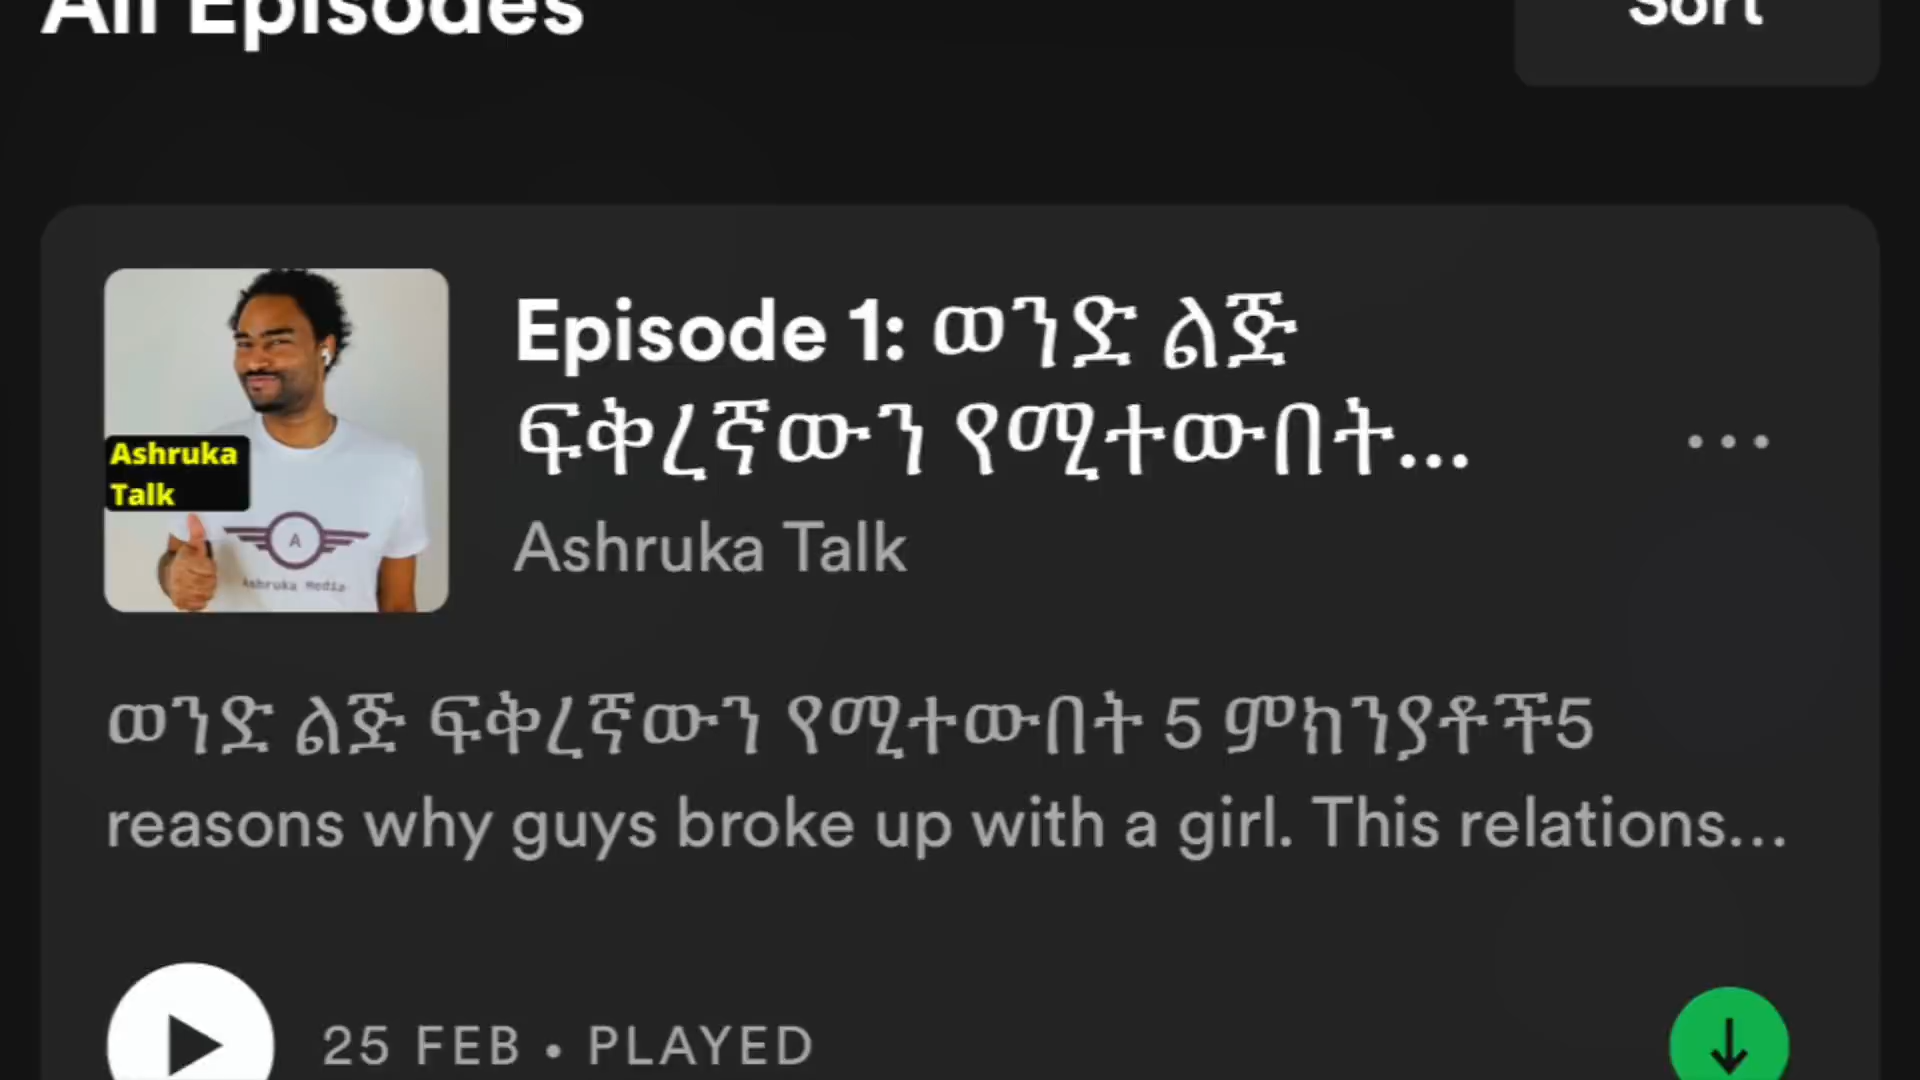 All Episodes
Sort
Episode 1: ወንድ ልጅ
ፍቅረኛውን የሚተውበት...
Ashruka Talk
Ashruka
Talk
A
Ashruka Media
ወንድ ልጅ ፍቅረኛውን የሚተውበት 5 ምክንያቶች5
reasons why guys broke up with a girl. This relations...
25 FEB • PLAYED